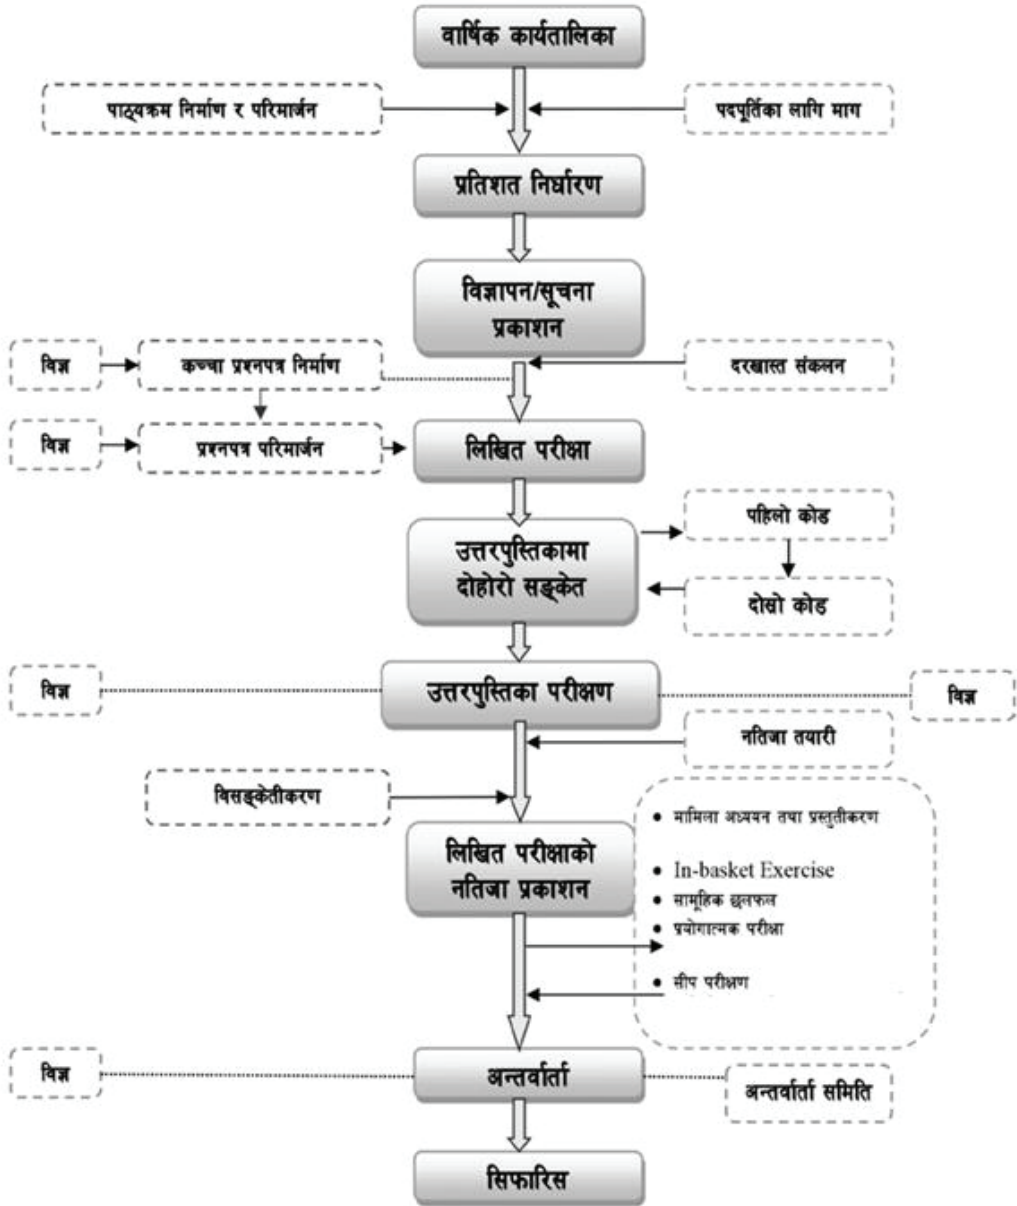 वार्षिक कार्यतालिका
पाठ्यक्रम निर्माण र परिमार्जन
पदपूर्तिका लागि माग
प्रतिशत निर्धारण
विज्ञापन/सूचना
प्रकाशन
विज्ञ
कच्चा प्रश्नपत्र निर्माण
दरखास्त संकलन
विज्ञ
प्रश्नपत्र परिमार्जन
लिखित परीक्षा
पहिलो कोड
उत्तरपुस्तिकामा
दोहोरो सङ्केत
दोस्रो कोड
विज्ञ
उत्तरपुस्तिका परीक्षण
विज्ञ
नतिजा तयारी
विसङ्केतीकरण
• मामिला अध्ययन तथा प्रस्तुतीकरण
लिखित परीक्षाको
नतिजा प्रकाशन
• In-basket Exercise
• सामूहिक छलफल
• प्रयोगात्मक परीक्षा
• सीप परीक्षण
विज्ञ
अन्तर्वार्ता
अन्तर्वार्ता समिति
सिफारिस